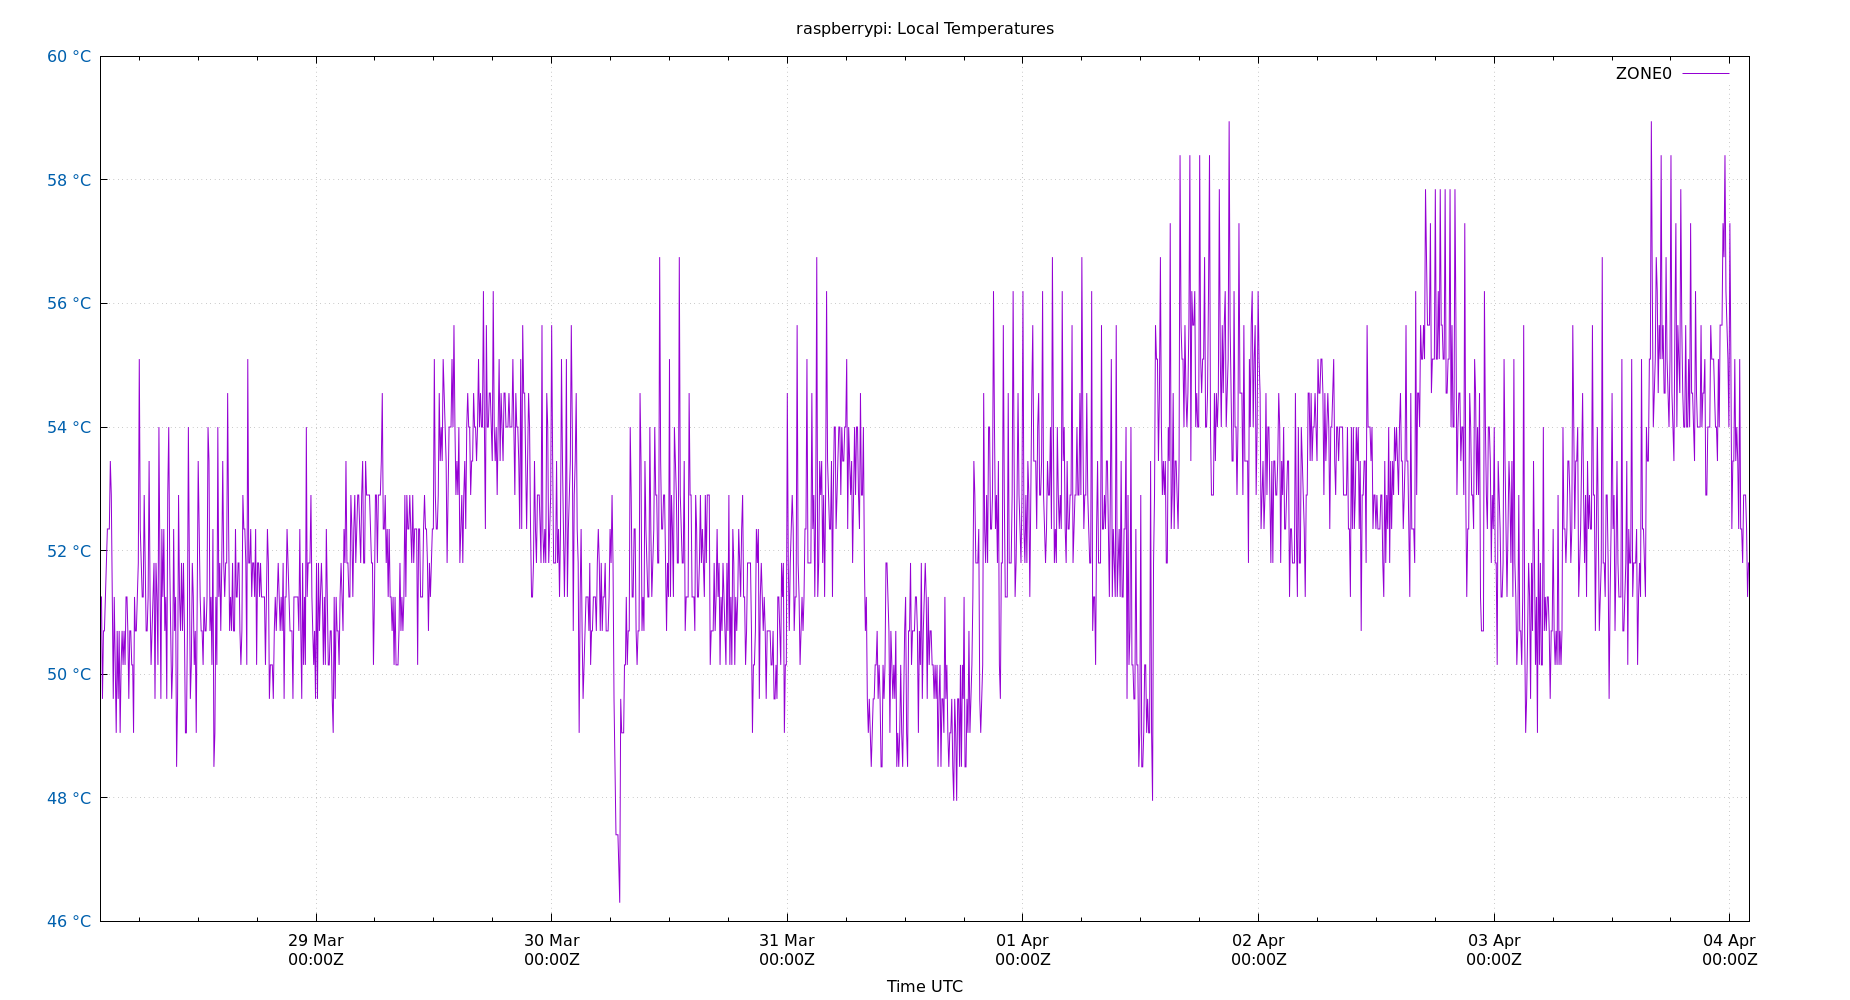 raspberrypi: Local Temperatures
ZONE0
60 °C
58 °C
56 °C
54 °C
52 °C
50 °C
48 °C
46 °C
29 Mar 30 Mar 31 Mar 01 Apr 02 Apr 03 Apr 04 Apr
00:00Z 00:00Z 00:00Z 00:00Z 00:00Z 00:00Z 00:00Z
Time UTC